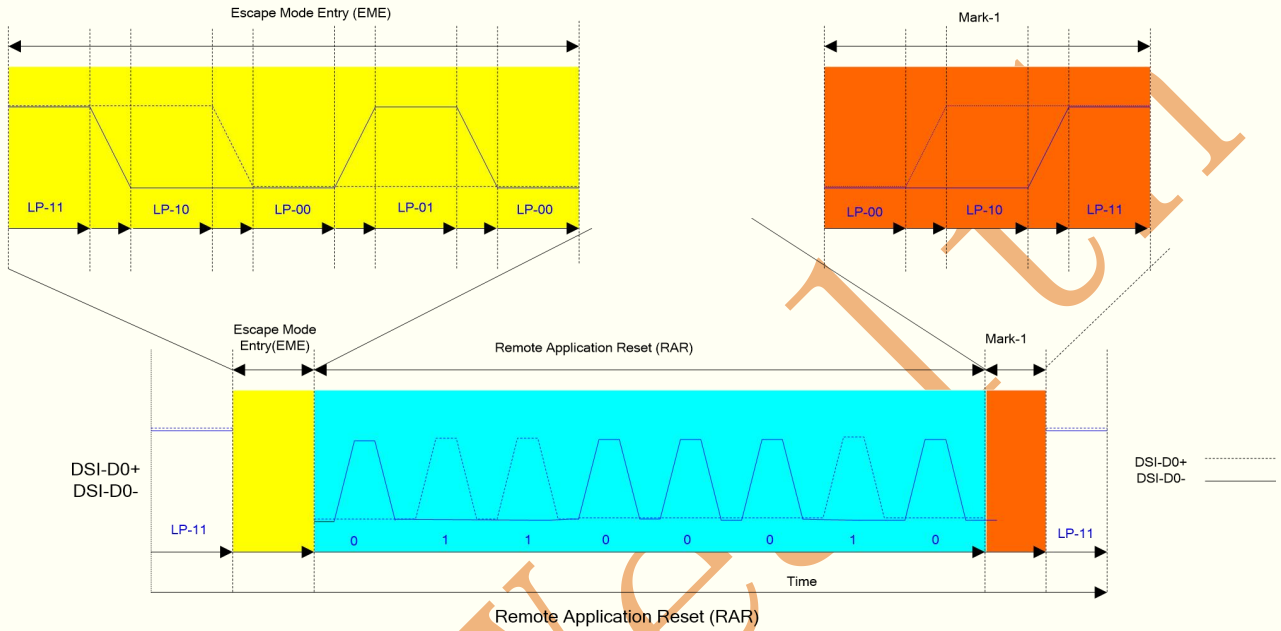 Escape Mode Entry (EME)
Mark-1
LP-11 LP-10 LP-00 LP-01 LP-00
LP-00 LP-10 LP-11
Escape Mode
Entry(EME)
Remote Application Reset (RAR)
Mark-1
DSI-D0+
DSI-D0-
DSI-D0+
DSI-D0-
LP-11
0 1 1 0 0 0 1 0
LP-11
Time
Remote Application Reset (RAR)